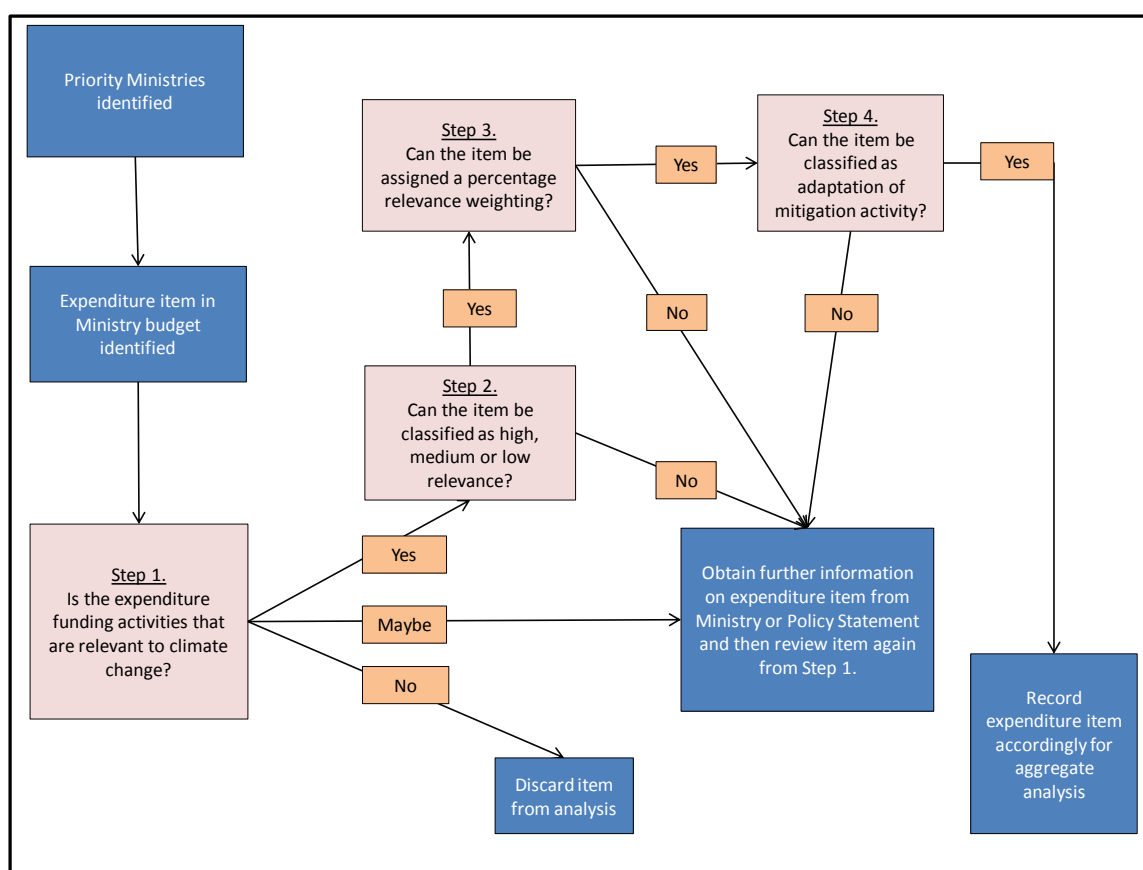 Priority Ministries
identified
Expenditure item in
Ministry budget
identified
Step 1.
Is the expenditure
funding activities that
are relevant to climate
change?
Yes
Maybe
No
Step 2.
Can the item be
classified as high,
medium or low
relevance?
Yes
No
Step 3.
Can the item be
assigned a percentage
relevance weighting?
Yes
No
Step 4.
Can the item be
classified as
adaptation of
mitigation activity?
Yes
No
Obtain further information
on expenditure item from
Ministry or Policy Statement
and then review item again
from Step 1.
Discard item
from analysis
Record
expenditure item
accordingly for
aggregate
analysis